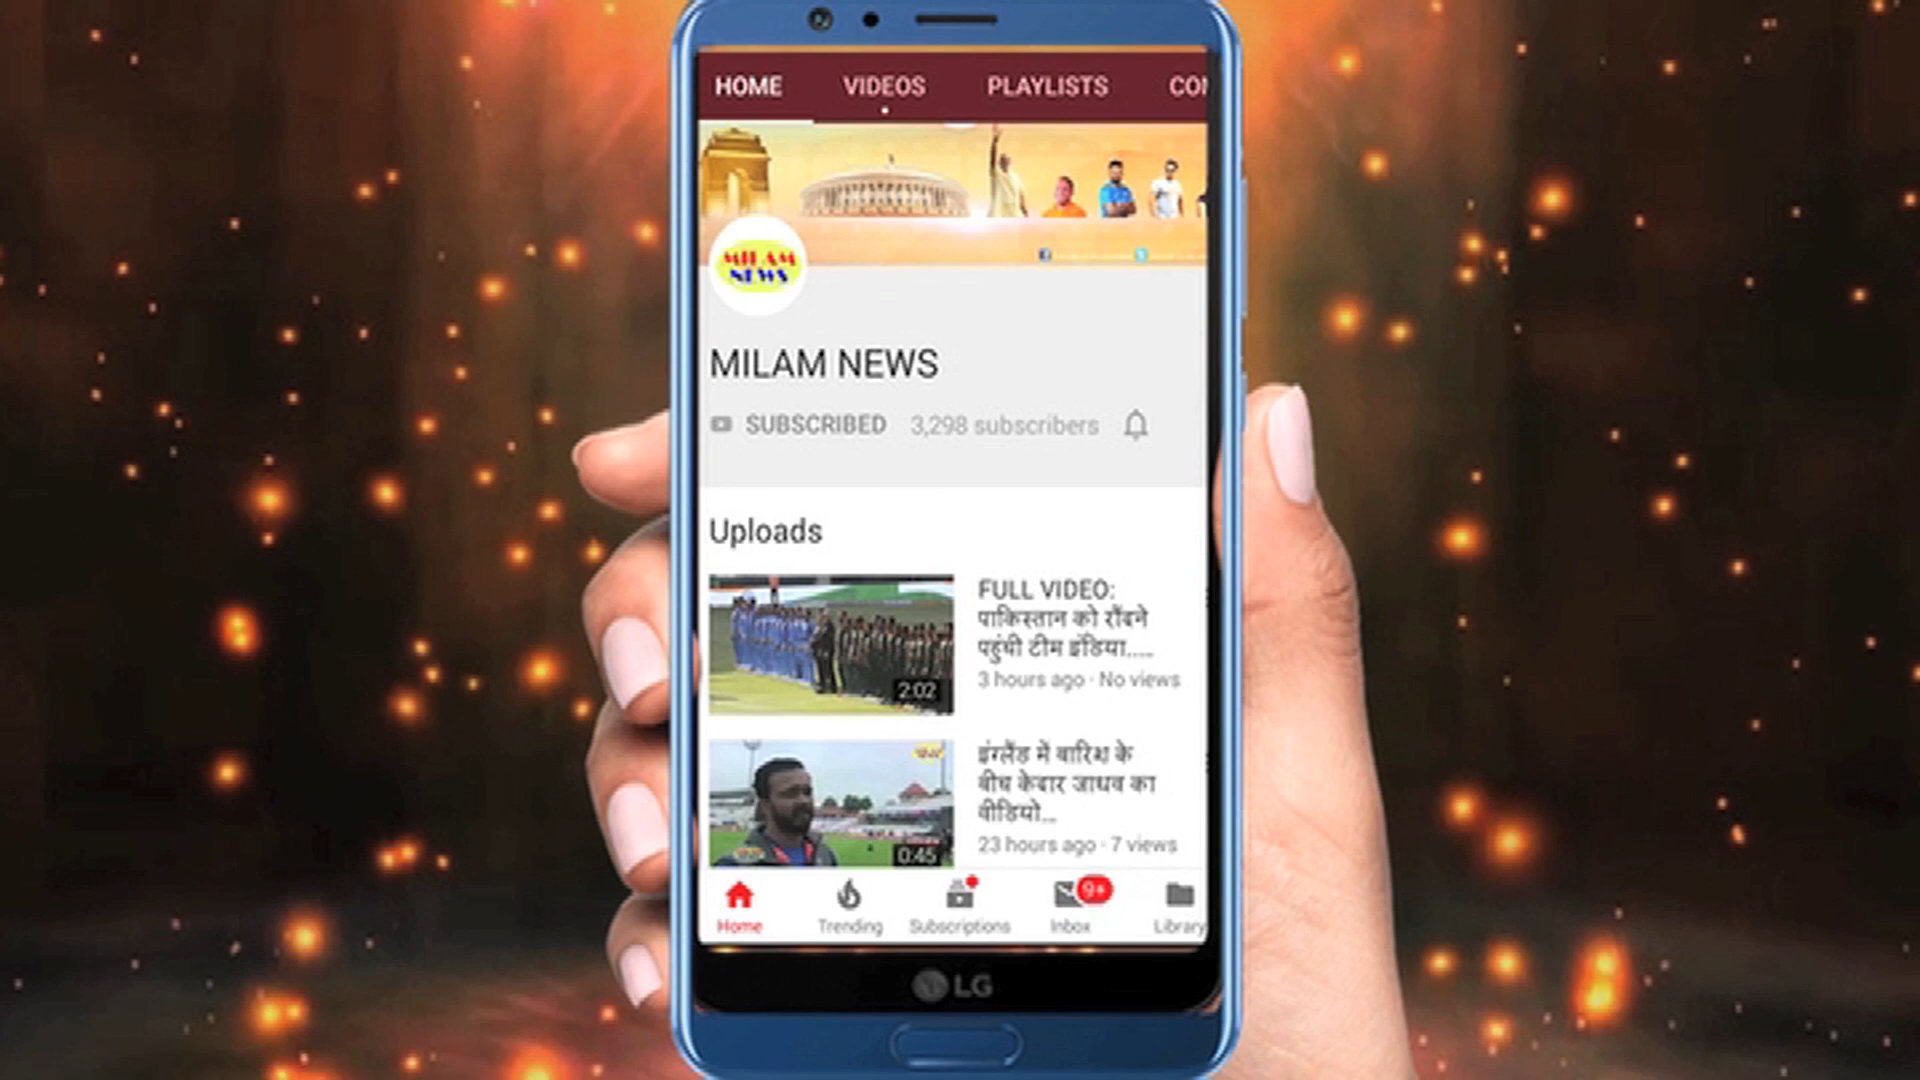 HOME VIDEOS PLAYLISTS CON
MILAM
NEWS
MILAM NEWS
SUBSCRIBED 3,298 subscribers
Uploads
FULL VIDEO:
पाकिस्तान को रौंदने
पहुंची टीम इंडिया.....
3 hours ago · No views
2:02
इंग्लैंड में बारिश के
बीच केदार जाधव का
वीडियो...
23 hours ago · 7 views
0:45
9+
Home Trending Subscriptions Inbox Library
LG